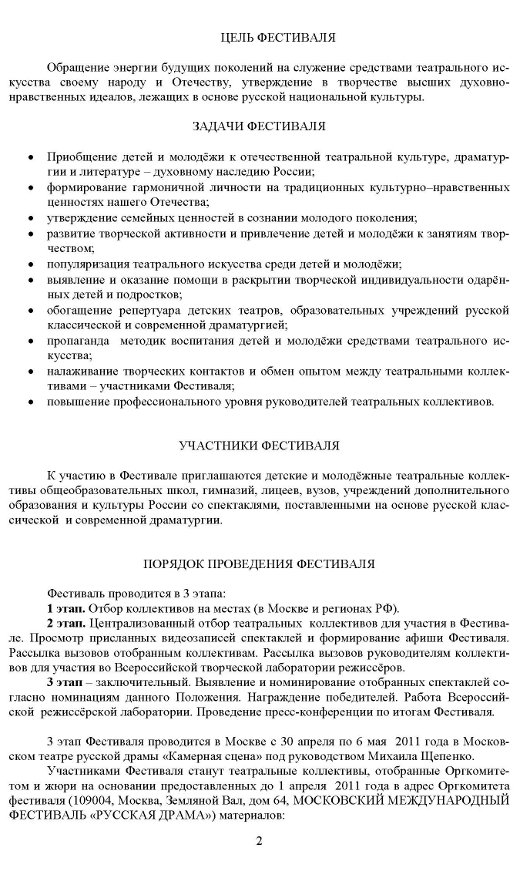 ЦЕЛЬ ФЕСТИВАЛЯ
Обращение энергии будущих поколений на служение средствами театрального ис-
кусства своему народу и Отечеству, утверждение в творчестве высших духовно-
нравственных идеалов, лежащих в основе русской национальной культуры.
ЗАДАЧИ ФЕСТИВАЛЯ
• Приобщение детей и молодёжи к отечественной театральной культуре, драматур-
гии и литературе – духовному наследию России;
• формирование гармоничной личности на традиционных культурно–нравственных
ценностях нашего Отечества;
• утверждение семейных ценностей в сознании молодого поколения;
• развитие творческой активности и привлечение детей и молодёжи к занятиям твор-
чеством;
• популяризация театрального искусства среди детей и молодёжи;
• выявление и оказание помощи в раскрытии творческой индивидуальности одарён-
ных детей и подростков;
• обогащение репертуара детских театров, образовательных учреждений русской
классической и современной драматургией;
• пропаганда методик воспитания детей и молодёжи средствами театрального ис-
кусства;
• налаживание творческих контактов и обмен опытом между театральными коллек-
тивами – участниками Фестиваля;
• повышение профессионального уровня руководителей театральных коллективов.
УЧАСТНИКИ ФЕСТИВАЛЯ
К участию в Фестивале приглашаются детские и молодёжные театральные коллек-
тивы общеобразовательных школ, гимназий, лицеев, вузов, учреждений дополнительного
образования и культуры России со спектаклями, поставленными на основе русской клас-
сической и современной драматургии.
ПОРЯДОК ПРОВЕДЕНИЯ ФЕСТИВАЛЯ
Фестиваль проводится в 3 этапа:
1 этап. Отбор коллективов на местах (в Москве и регионах РФ).
2 этап. Централизованный отбор театральных коллективов для участия в Фестива-
ле. Просмотр присланных видеозаписей спектаклей и формирование афиши Фестиваля.
Рассылка вызовов отобранным коллективам. Рассылка вызовов руководителям коллекти-
вов для участия во Всероссийской творческой лаборатории режиссёров.
3 этап – заключительный. Выявление и номинирование отобранных спектаклей со-
гласно номинациям данного Положения. Награждение победителей. Работа Всероссий-
ской режиссёрской лаборатории. Проведение пресс-конференции по итогам Фестиваля.
3 этап Фестиваля проводится в Москве с 30 апреля по 6 мая 2011 года в Москов-
ском театре русской драмы «Камерная сцена» под руководством Михаила Щепенко.
Участниками Фестиваля станут театральные коллективы, отобранные Оргкомите-
том и жюри на основании предоставленных до 1 апреля 2011 года в адрес Оргкомитета
фестиваля (109004, Москва, Земляной Вал, дом 64, МОСКОВСКИЙ МЕЖДУНАРОДНЫЙ
ФЕСТИВАЛЬ «РУССКАЯ ДРАМА») материалов:
2